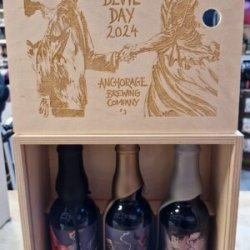 DEVIL
DAY
2024
ANCHORAGE
BREWING
COMPANY